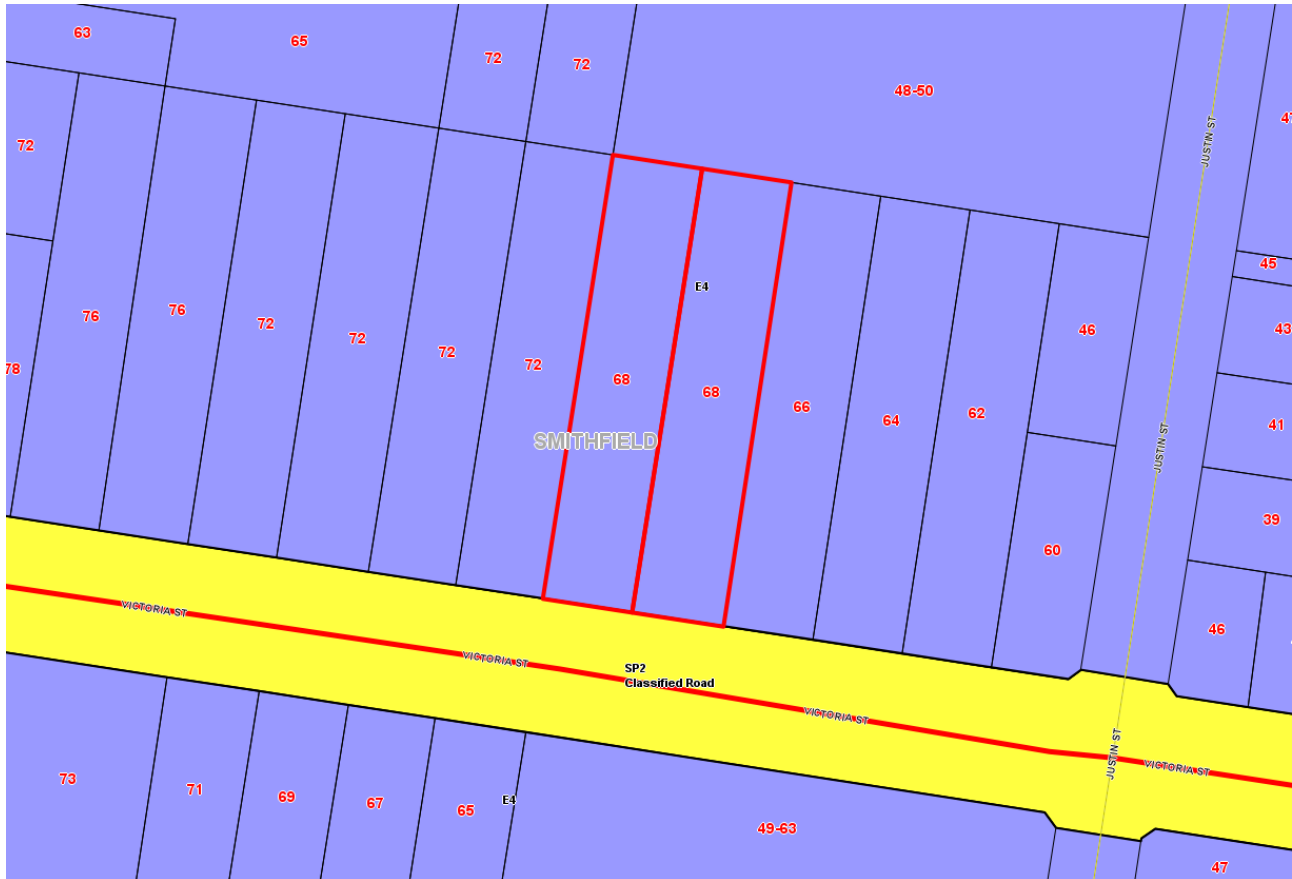 63
65
72
72
48-50
47
JUSTIN ST
72
45
46
43
76
76
72
72
72
72
E4
78
68
68
66
64
62
41
SMITHFIELD
JUSTIN ST
39
60
46
VICTORIA ST
VICTORIA ST
SP2
Classified Road
VICTORIA ST
JUSTIN ST
VICTORIA ST
73
71
69
67
65
E4
49-63
47